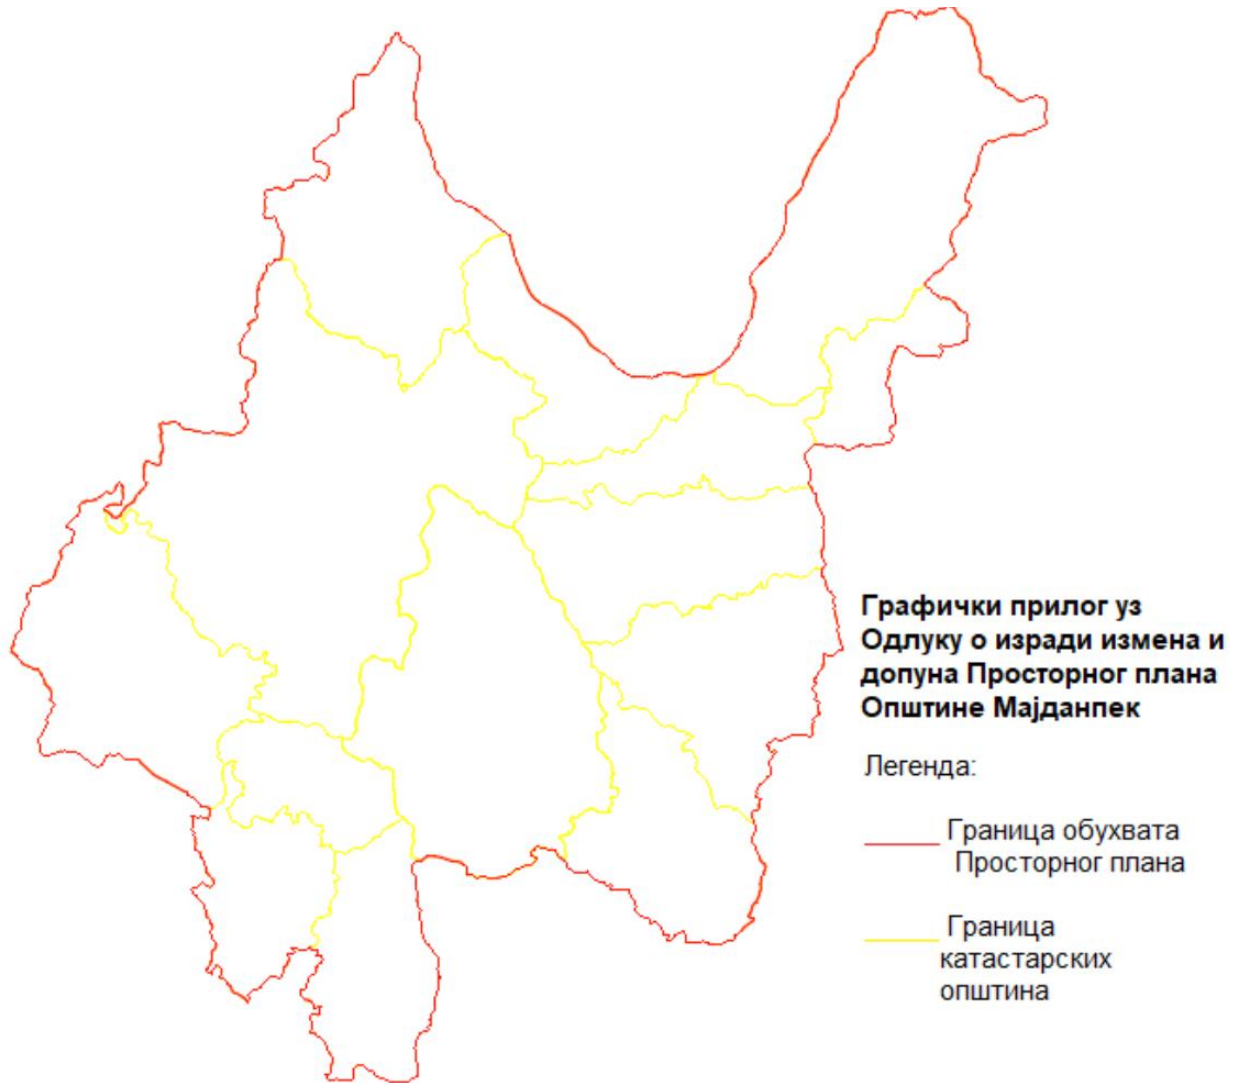 Графички прилог уз
Одлуку о изради измена и
допуна Просторног плана
Општине Мајданпек
Легенда:
Граница обухвата
Просторног плана
Граница
катастарских
општина